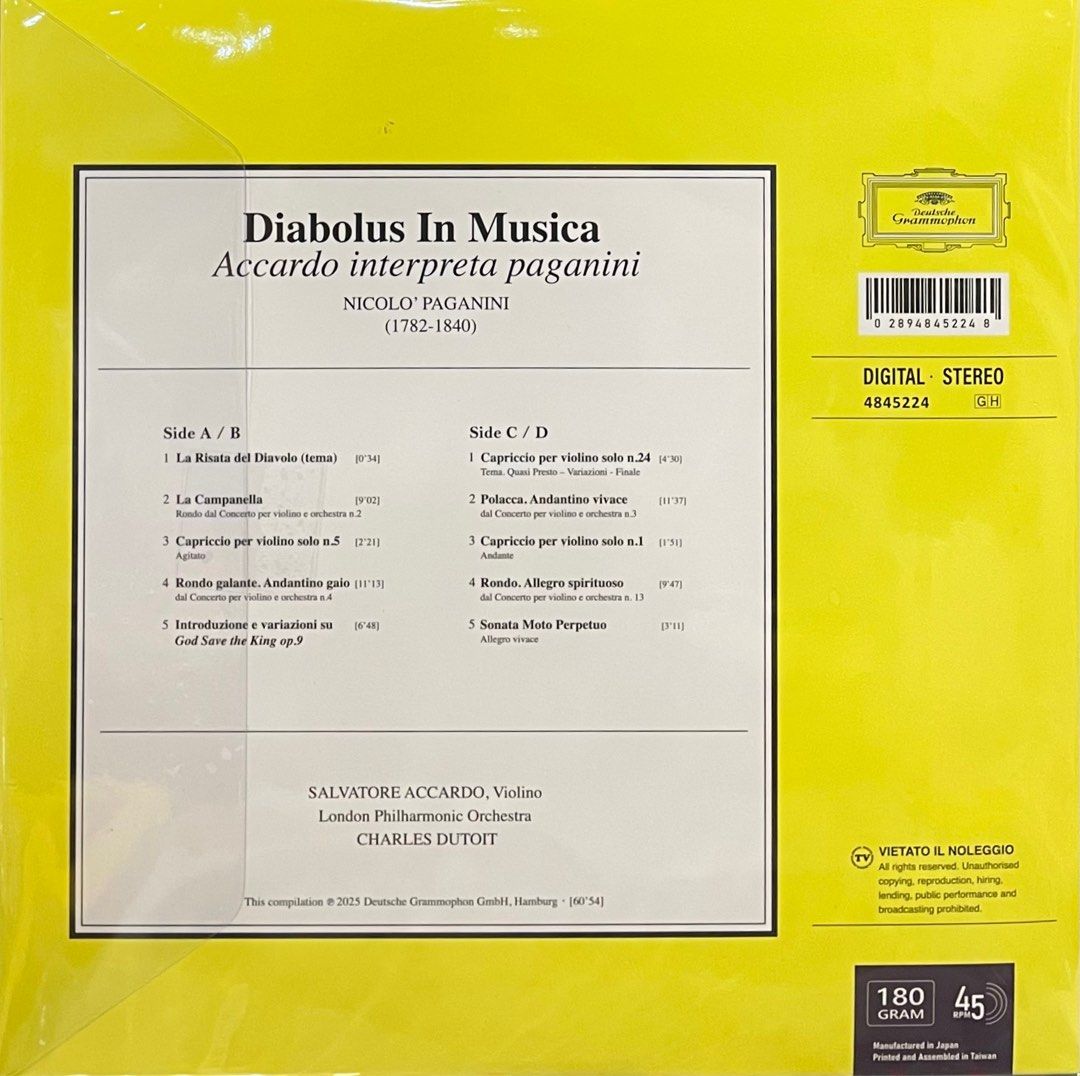 Diabolus In Musica
Accardo interpreta paganini
NICOLO' PAGANINI
(1782-1840)
Side A / B
1 La Risata del Diavolo (tema) [0'34]
2 La Campanella [9'02]
Rondo dal Concerto per violino e orchestra n.2
3 Capriccio per violino solo n.5 [2'21]
Agitato
4 Rondo galante. Andantino gaio [11'13]
dal Concerto per violino e orchestra n.4
5 Introduzione e variazioni su [6'48]
God Save the King op.9
Side C / D
1 Capriccio per violino solo n.24 [4'30]
Tema. Quasi Presto – Variazioni - Finale
2 Polacca. Andantino vivace [11'37]
dal Concerto per violino e orchestra n.3
3 Capriccio per violino solo n.1 [1'51]
Andante
4 Rondo. Allegro spirituoso [9'47]
dal Concerto per violino e orchestra n. 13
5 Sonata Moto Perpetuo [3'11]
Allegro vivace
SALVATORE ACCARDO, Violino
London Philharmonic Orchestra
CHARLES DUTOIT
This compilation ℗ 2025 Deutsche Grammophon GmbH, Hamburg · [60'54]
Deutsche
Grammophon
0 28948 45224 8
DIGITAL · STEREO
4845224 GH
TV VIETATO IL NOLEGGIO
All rights reserved. Unauthorised
copying, reproduction, hiring,
lending, public performance and
broadcasting prohibited.
180
GRAM
45
RPM
Manufactured in Japan
Printed and Assembled in Taiwan